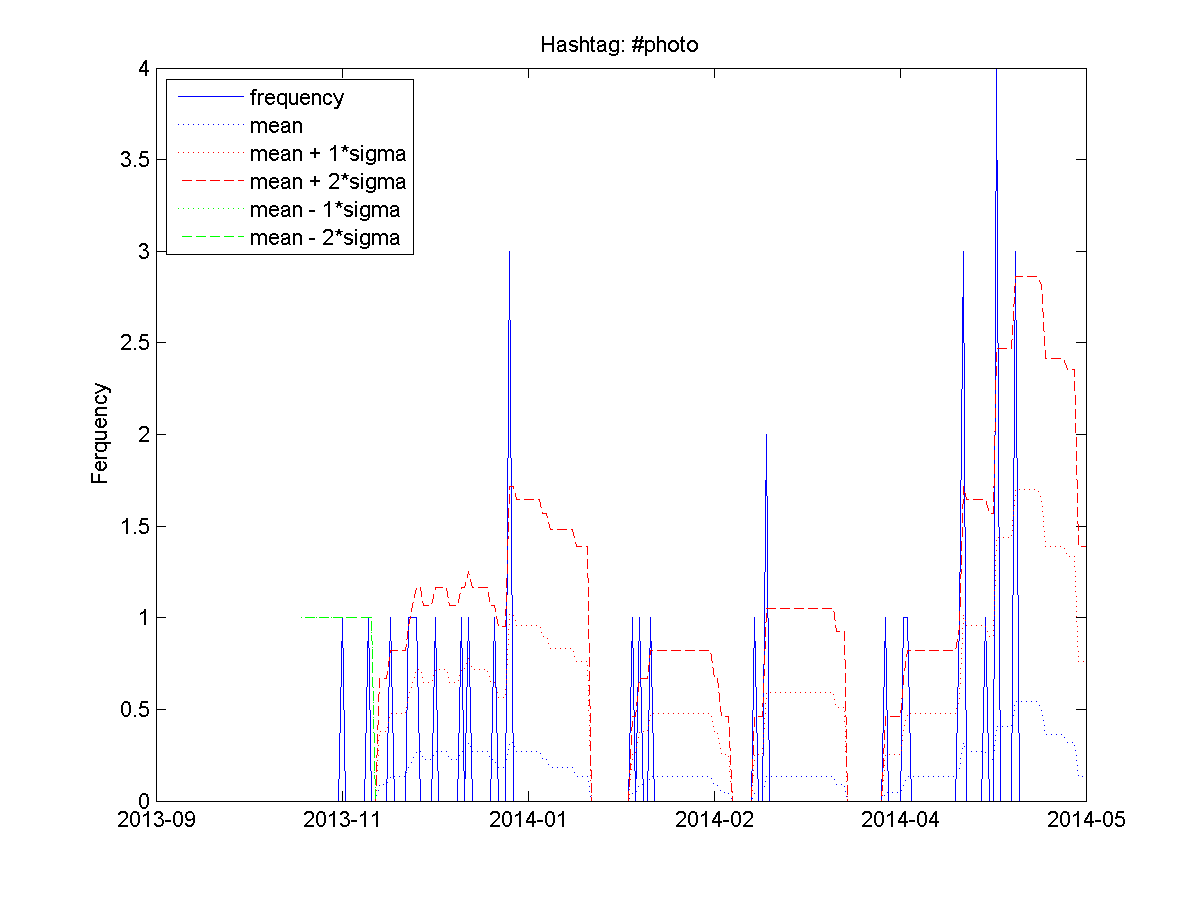 Hashtag: #photo
4
3.5
3
2.5
2
1.5
1
0.5
0
Ferquency
frequency
mean
mean + 1*sigma
mean + 2*sigma
mean - 1*sigma
mean - 2*sigma
2013-09 2013-11 2014-01 2014-02 2014-04 2014-05